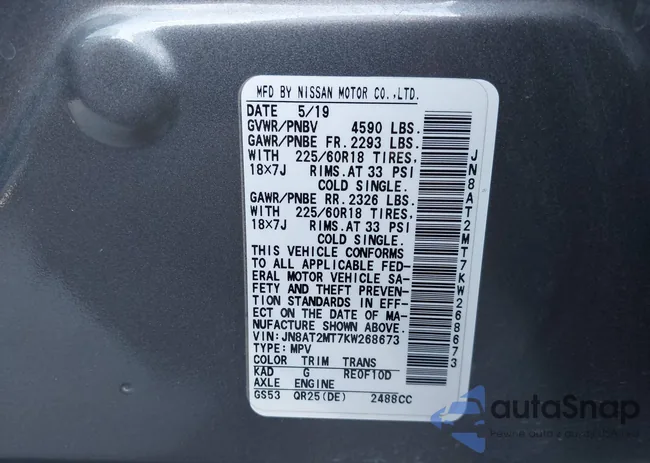 MFD BY NISSAN MOTOR CO.,LTD.
DATE 5/19
GVWR/PNBV 4590 LBS.
GAWR/PNBE FR. 2293 LBS.
WITH 225/60R18 TIRES,
18X7J RIMS.AT 33 PSI
COLD SINGLE.
GAWR/PNBE RR. 2326 LBS.
WITH 225/60R18 TIRES,
18X7J RIMS.AT 33 PSI
COLD SINGLE.
THIS VEHICLE CONFORMS
TO ALL APPLICABLE FED-
ERAL MOTOR VEHICLE SA-
FETY AND THEFT PREVEN-
TION STANDARDS IN EFF-
ECT ON THE DATE OF MA-
NUFACTURE SHOWN ABOVE.
VIN: JN8AT2MT7KW268673
TYPE: MPV
COLOR TRIM TRANS
KAD G RE0F10D
AXLE ENGINE
GS53 QR25(DE) 2488CC
JN8AT2MT7KW268673
autoSnap